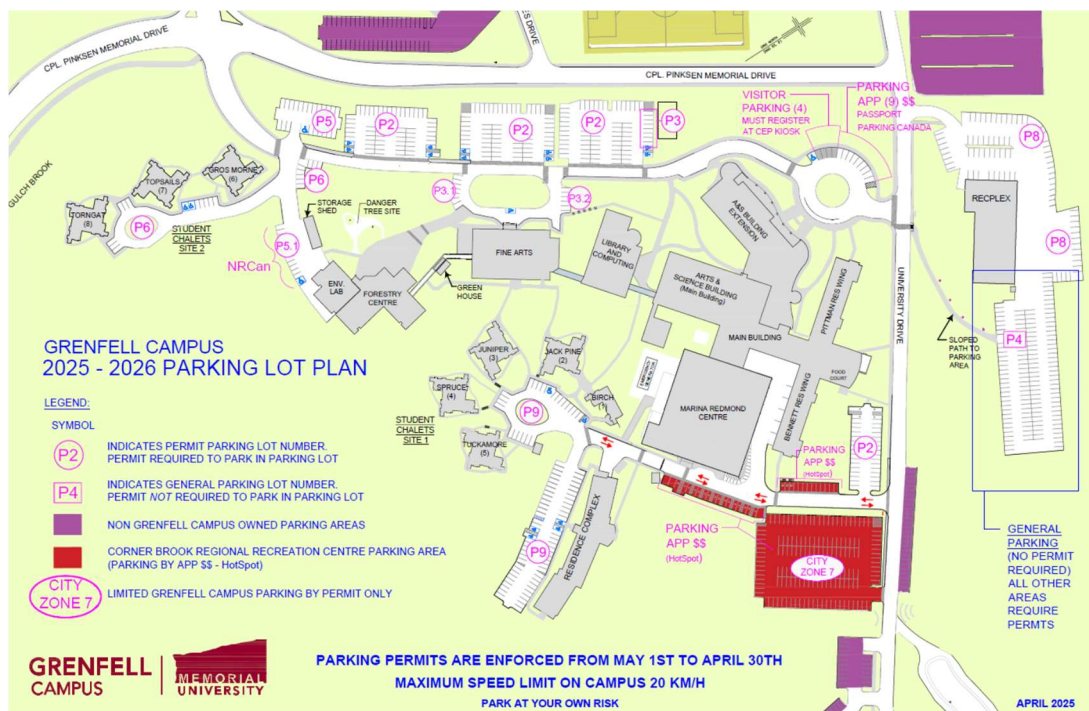 ES DRIVE
CPL. PINKSEN MEMORIAL DRIVE
CPL. PINKSEN MEMORIAL DRIVE
GULCH BROOK
VISITOR
PARKING (4)
MUST REGISTER
AT CEP KIOSK
PARKING
APP (9) $$
PASSPORT
PARKING CANADA
P5
P2
P2
P2
P3
P8
P6
P3.1
P3.2
GROS MORNE
(6)
TOPSAILS
(7)
TORNGAT
(8)
P6
STUDENT
CHALETS
SITE 2
STORAGE
SHED
DANGER
TREE SITE
P5.1
NRCan
ENV.
LAB
FORESTRY
CENTRE
GREEN
HOUSE
FINE ARTS
LIBRARY
AND
COMPUTING
A&S BUILDING
EXTENSION
ARTS &
SCIENCE BUILDING
(Main Building)
MAIN BUILDING
PITTMAN RES WING
FOOD
COURT
BENNETT RES WING
MARINA REDMOND
CENTRE
RECPLEX
P8
UNIVERSITY DRIVE
SLOPED
PATH TO
PARKING
AREA
P4
JUNIPER
(3)
JACK PINE
(2)
SPRUCE
(4)
BIRCH
(1)
TUCKAMORE
(5)
P9
STUDENT
CHALETS
SITE 1
P9
RESIDENCE COMPLEX
PARKING
APP $$
(HotSpot)
P2
PARKING
APP $$
(HotSpot)
CITY
ZONE 7
GENERAL
PARKING
(NO PERMIT
REQUIRED)
ALL OTHER
AREAS
REQUIRE
PERMTS
GRENFELL CAMPUS
2025 - 2026 PARKING LOT PLAN
LEGEND:
SYMBOL
P2
INDICATES PERMIT PARKING LOT NUMBER.
PERMIT REQUIRED TO PARK IN PARKING LOT
P4
INDICATES GENERAL PARKING LOT NUMBER.
PERMIT NOT REQUIRED TO PARK IN PARKING LOT
NON GRENFELL CAMPUS OWNED PARKING AREAS
CORNER BROOK REGIONAL RECREATION CENTRE PARKING AREA
(PARKING BY APP $$ - HotSpot)
CITY
ZONE 7
LIMITED GRENFELL CAMPUS PARKING BY PERMIT ONLY
GRENFELL
CAMPUS
MEMORIAL
UNIVERSITY
PARKING PERMITS ARE ENFORCED FROM MAY 1ST TO APRIL 30TH
MAXIMUM SPEED LIMIT ON CAMPUS 20 KM/H
PARK AT YOUR OWN RISK
APRIL 2025